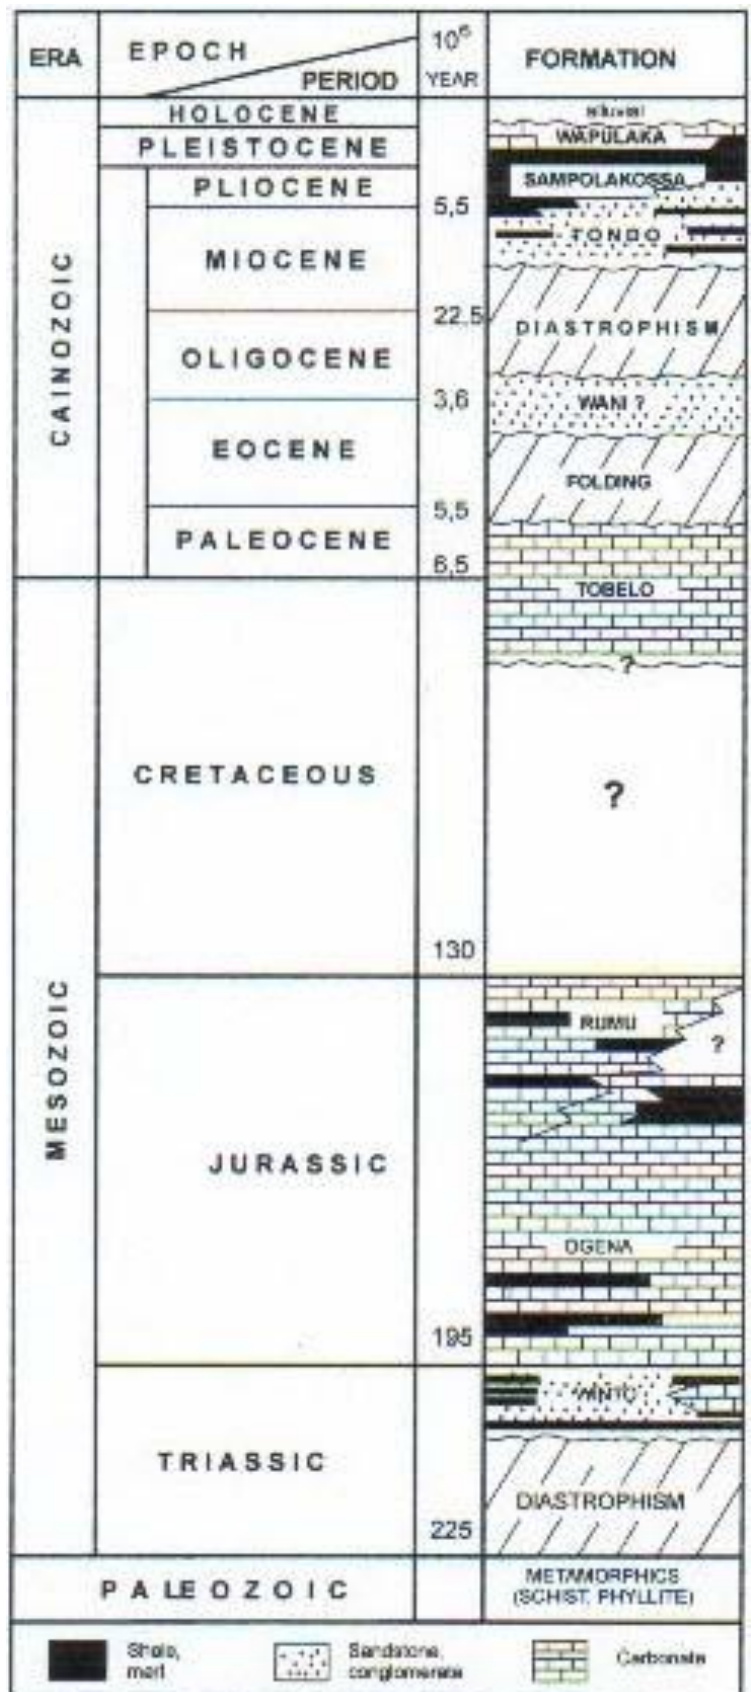 ERA
EPOCH
PERIOD
10⁶
YEAR
FORMATION
HOLOCENE
alluvial
PLEISTOCENE
WAPULAKA
PLIOCENE
SAMPOLAKOSSA
5,5
MIOCENE
TONDO
22,5
DIASTROPHISM
OLIGOCENE
3,6
WANI ?
EOCENE
FOLDING
5,5
PALEOCENE
6,5
CAINOZOIC
TOBELO
?
CRETACEOUS
?
130
MESOZOIC
RUMU
?
JURASSIC
OGENA
195
WINTO
TRIASSIC
DIASTROPHISM
225
PALEOZOIC
METAMORPHICS
(SCHIST, PHYLLITE)
Shale,
marl
Sandstone,
conglomerate
Carbonate